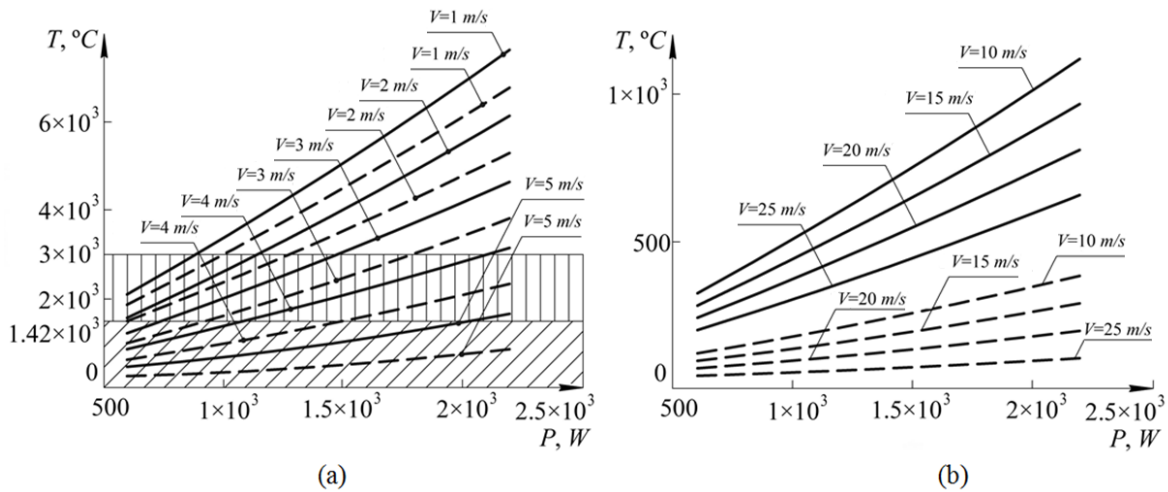 T, ºC
V=1 m/s
V=1 m/s
V=2 m/s
V=2 m/s
V=3 m/s
V=3 m/s
V=4 m/s
V=4 m/s
V=5 m/s
V=5 m/s
6×10³
4×10³
3×10³
2×10³
1.42×10³
0
500
1×10³
1.5×10³
2×10³
2.5×10³
P, W
(a)
T, ºC
V=10 m/s
V=15 m/s
V=20 m/s
V=25 m/s
V=10 m/s
V=15 m/s
V=20 m/s
V=25 m/s
1×10³
500
0
500
1×10³
1.5×10³
2×10³
2.5×10³
P, W
(b)